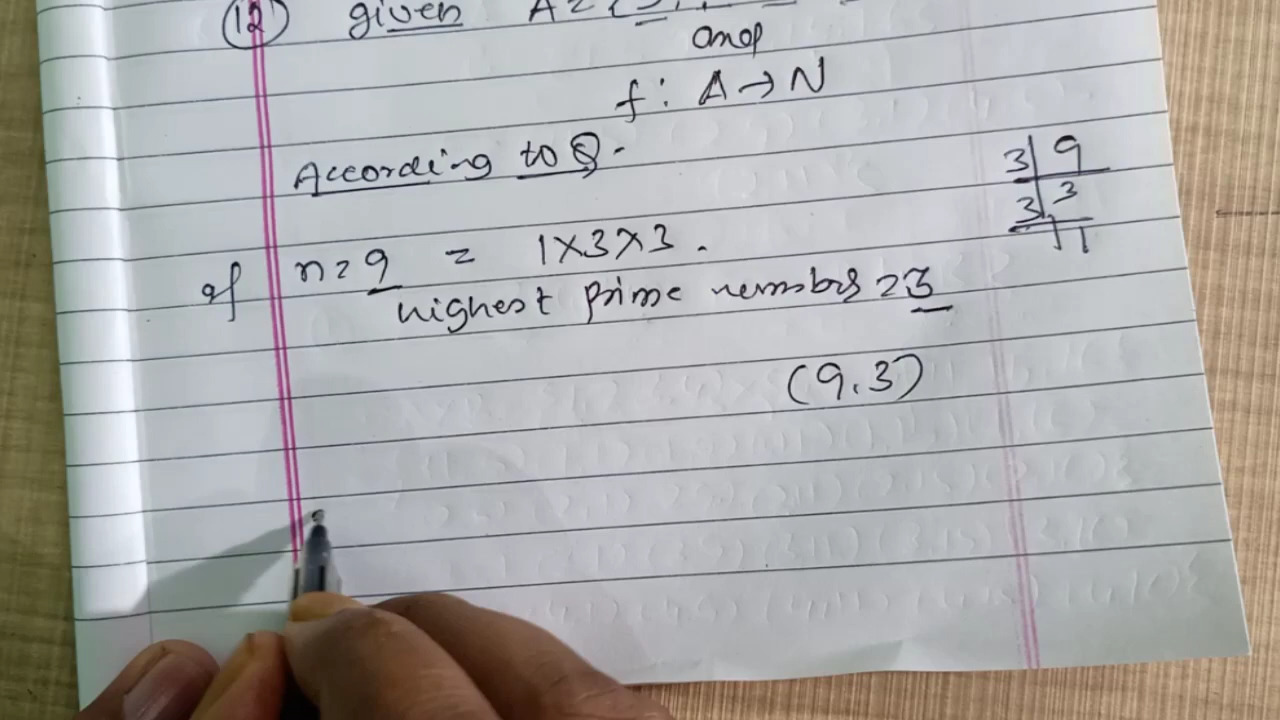 12 given A = {
and
f: A → N
According to Q.
3 | 9
3 | 3
1
if n = 9 = 1×3×3.
highest prime number = 3
(9,3)